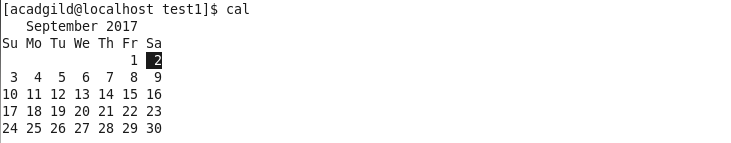 [acadgild@localhost test1]$ cal
   September 2017
Su Mo Tu We Th Fr Sa
                1  2
 3  4  5  6  7  8  9
10 11 12 13 14 15 16
17 18 19 20 21 22 23
24 25 26 27 28 29 30